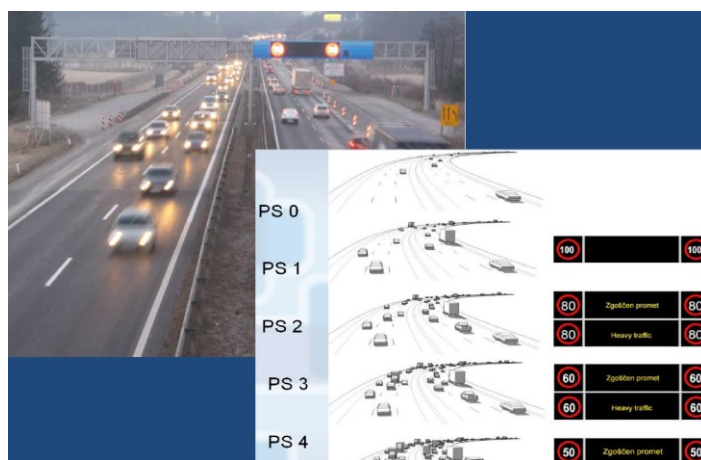 PS 0
PS 1
100 100
PS 2
80 Zgoščen promet 80
80 Heavy traffic 80
PS 3
60 Zgoščen promet 60
60 Heavy traffic 60
PS 4
50 Zgoščen promet 50